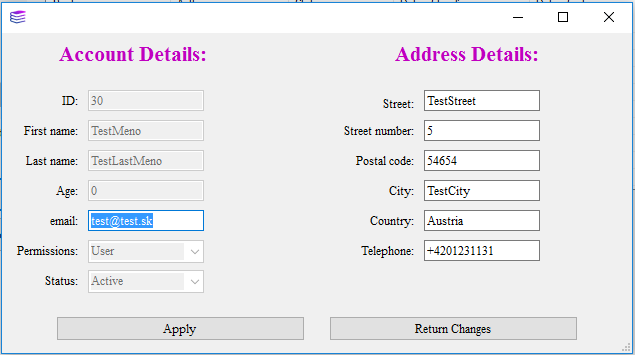 Account Details:
ID: 30
First name: TestMeno
Last name: TestLastMeno
Age: 0
email: test@test.sk
Permissions: User
Status: Active
Apply
Address Details:
Street: TestStreet
Street number: 5
Postal code: 54654
City: TestCity
Country: Austria
Telephone: +4201231131
Return Changes